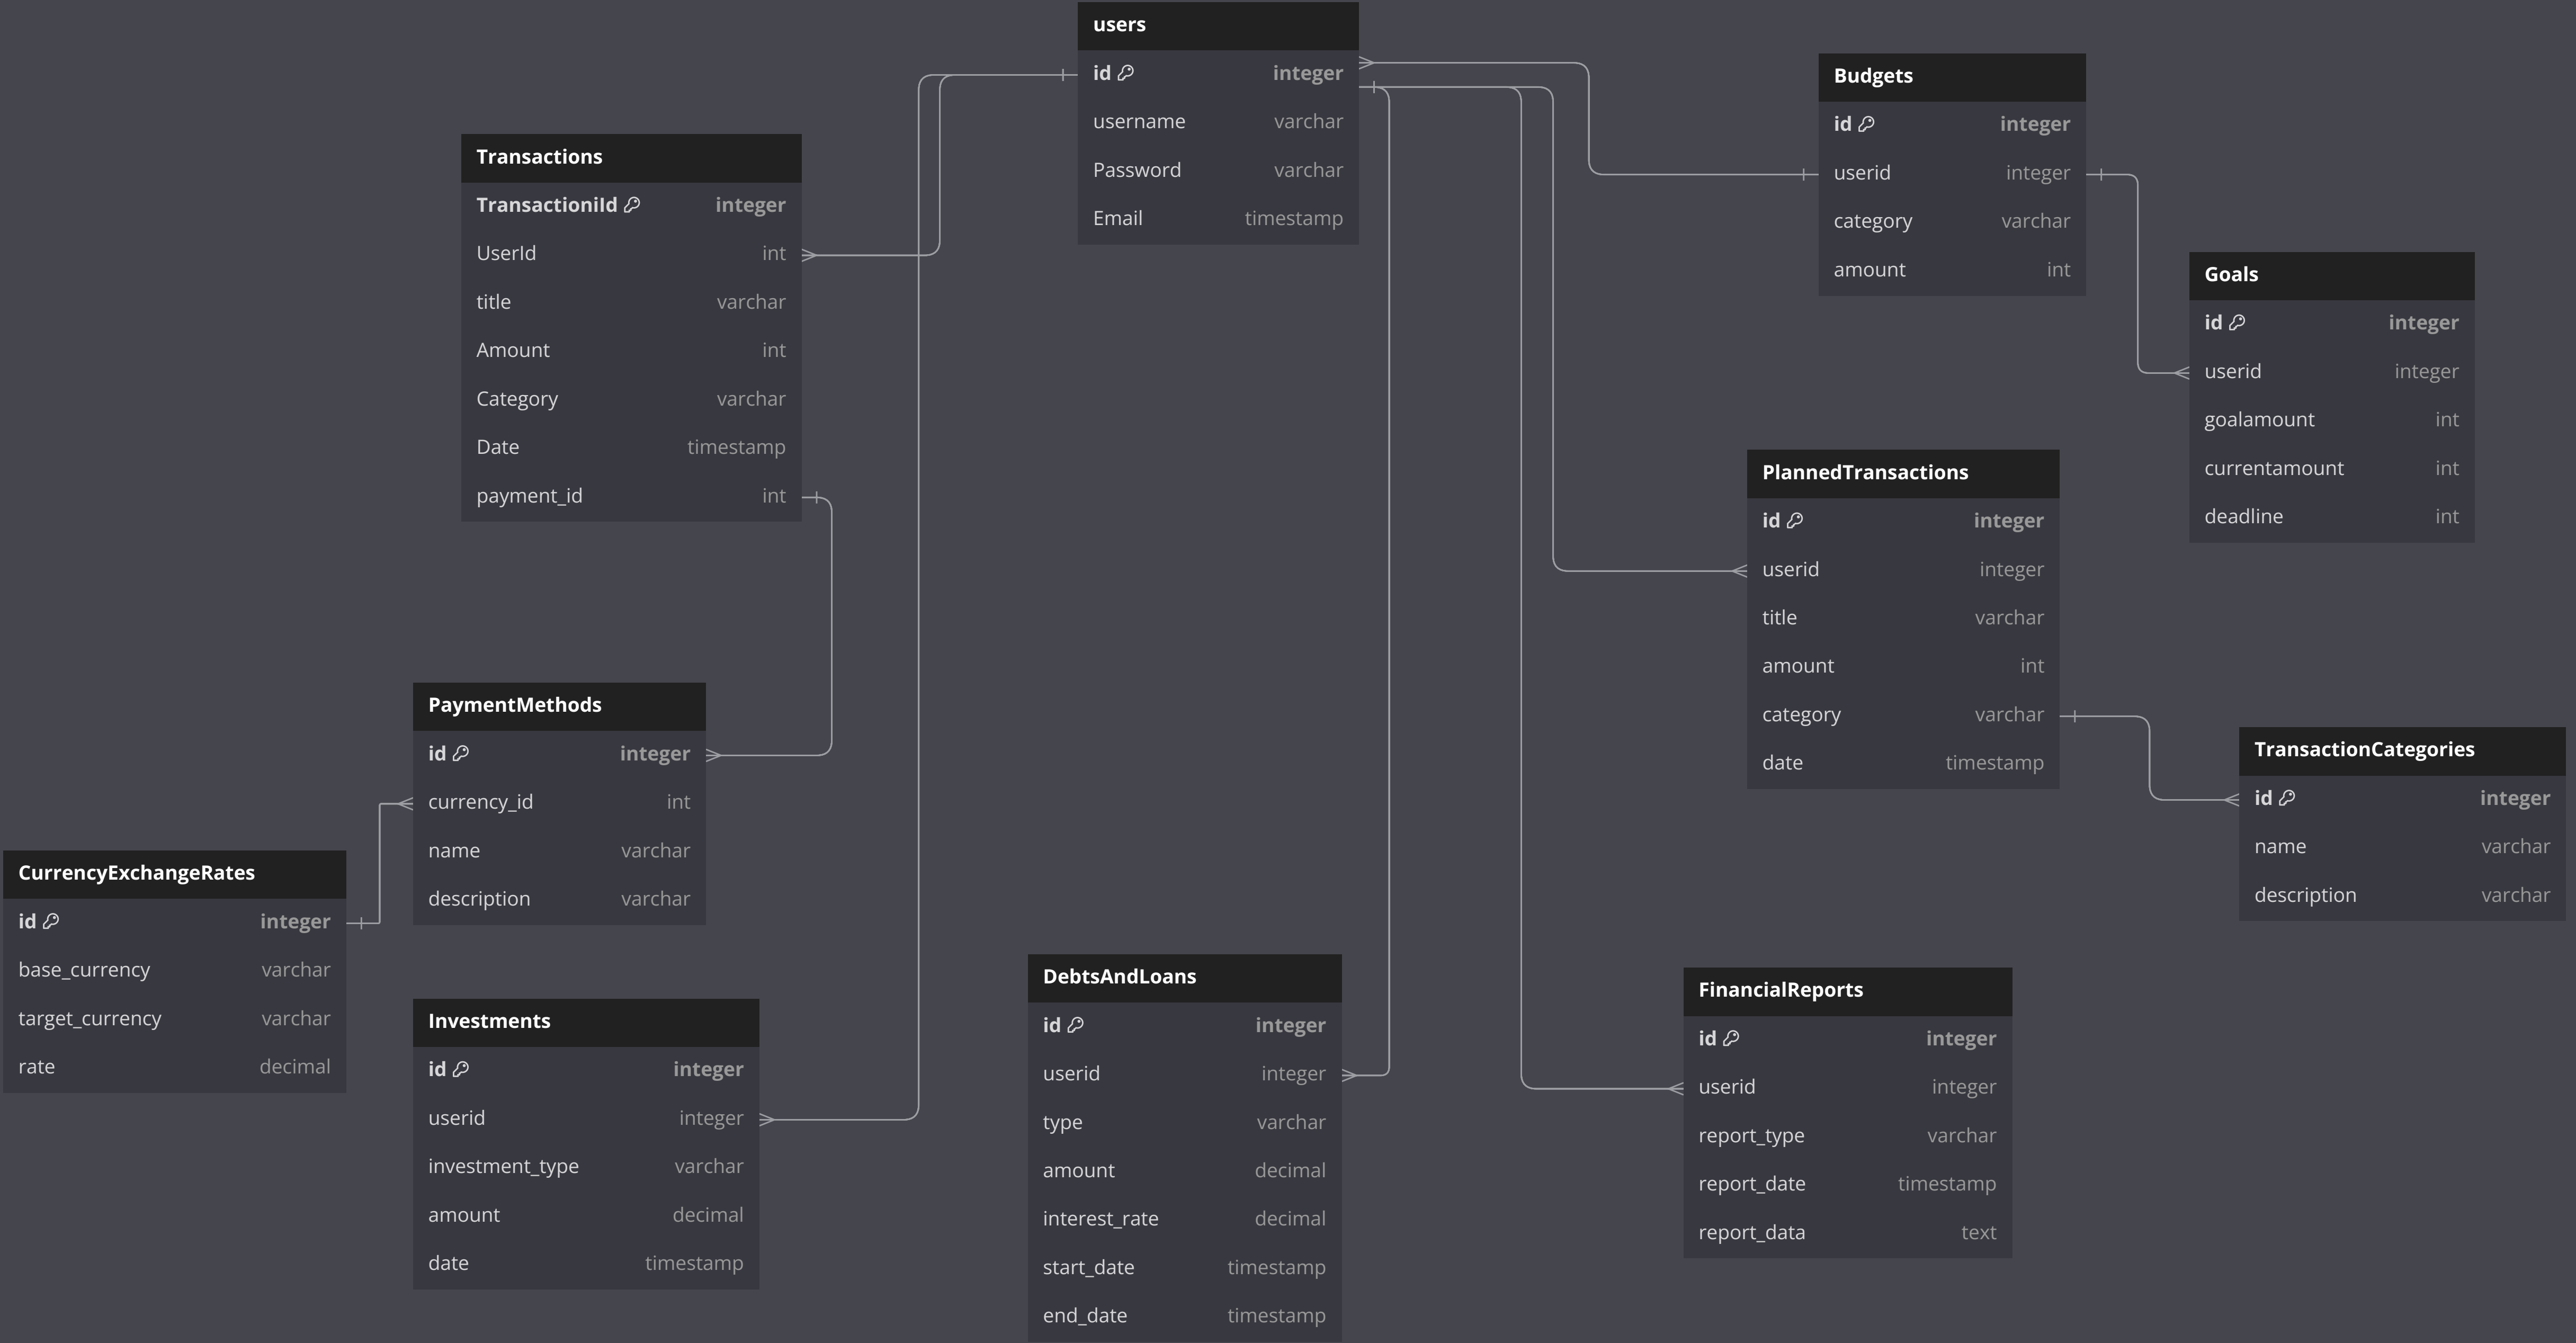 users
id integer
username varchar
Password varchar
Email timestamp
Budgets
id integer
userid integer
category varchar
amount int
Transactions
TransactioniId integer
UserId int
title varchar
Amount int
Category varchar
Date timestamp
payment_id int
Goals
id integer
userid integer
goalamount int
currentamount int
deadline int
PlannedTransactions
id integer
userid integer
title varchar
amount int
category varchar
date timestamp
PaymentMethods
id integer
currency_id int
name varchar
description varchar
TransactionCategories
id integer
name varchar
description varchar
CurrencyExchangeRates
id integer
base_currency varchar
target_currency varchar
rate decimal
Investments
id integer
userid integer
investment_type varchar
amount decimal
date timestamp
DebtsAndLoans
id integer
userid integer
type varchar
amount decimal
interest_rate decimal
start_date timestamp
end_date timestamp
FinancialReports
id integer
userid integer
report_type varchar
report_date timestamp
report_data text